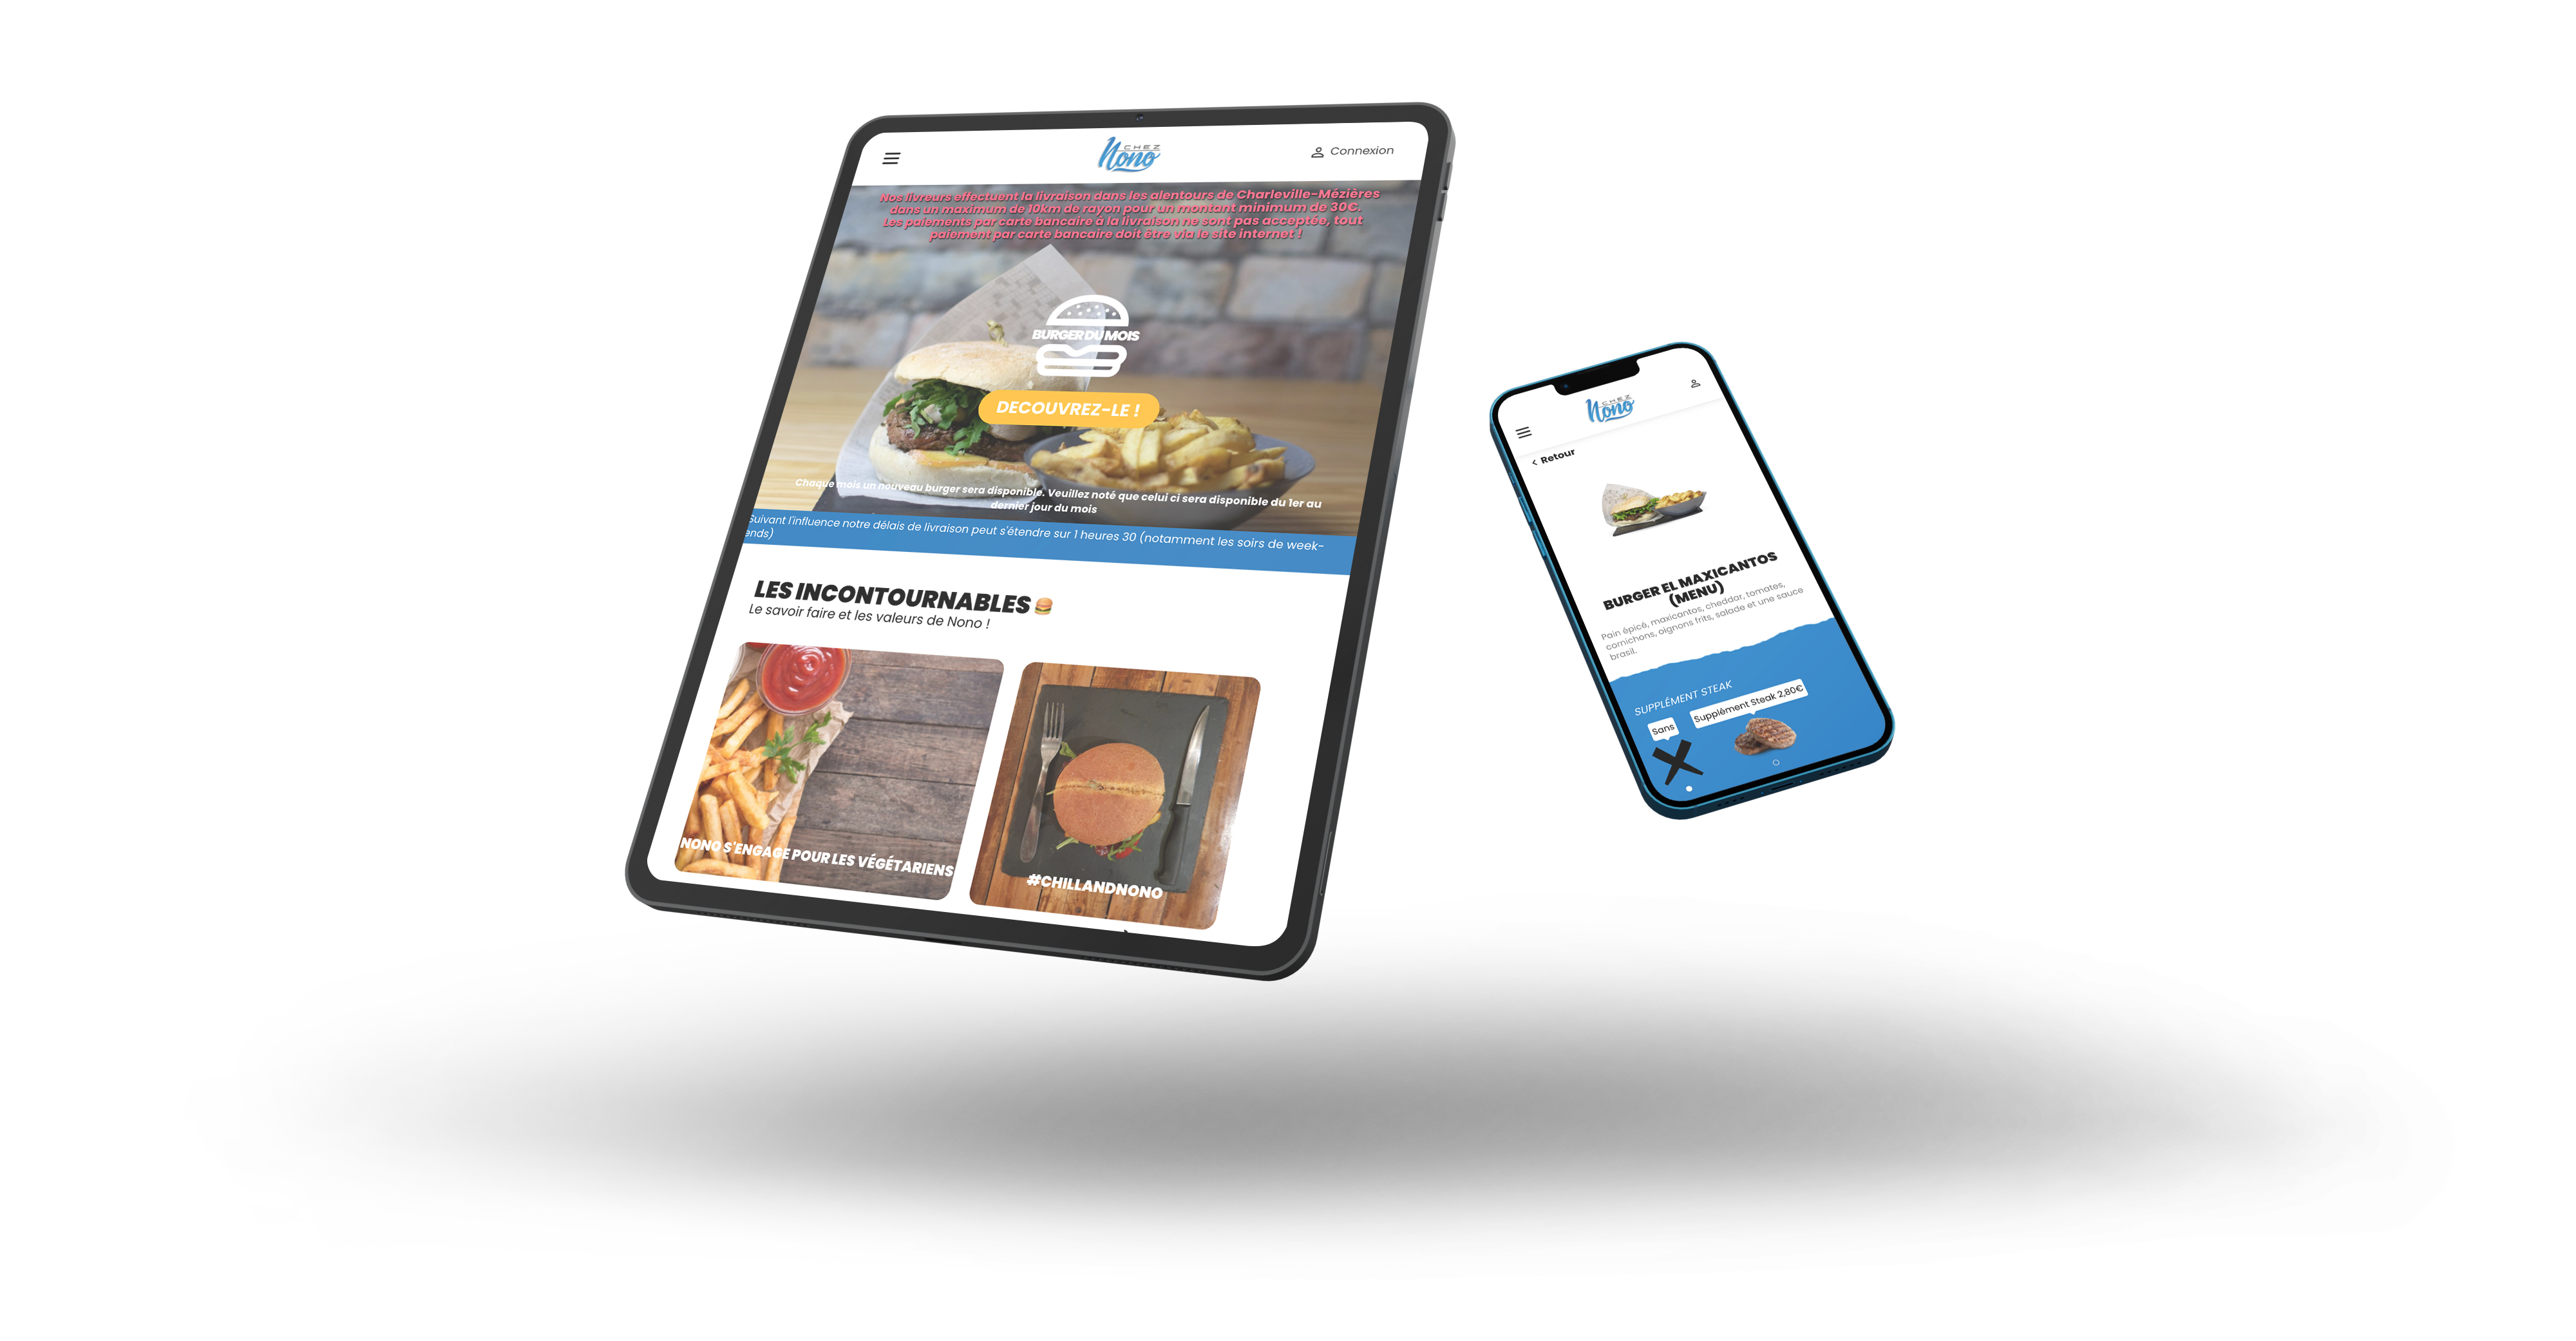 CHEZ
Nono
Connexion
Nos livreurs effectuent la livraison dans les alentours de Charleville-Mézières
dans un maximum de 10km de rayon pour un montant minimum de 30€.
Les paiements par carte bancaire à la livraison ne sont pas acceptée, tout
paiement par carte bancaire doit être via le site internet !
BURGER DU MOIS
DECOUVREZ-LE !
Chaque mois un nouveau burger sera disponible. Veuillez noté que celui ci sera disponible du 1er au
dernier jour du mois
Suivant l'influence notre délais de livraison peut s'étendre sur 1 heures 30 (notamment les soirs de week-
ends)
LES INCONTOURNABLES 🍔
Le savoir faire et les valeurs de Nono !
NONO S'ENGAGE POUR LES VÉGÉTARIENS
#CHILLANDNONO
CHEZ
Nono
< Retour
BURGER EL MAXICANTOS
(MENU)
Pain épicé, maxicantos, cheddar, tomates,
cornichons, oignons frits, salade et une sauce
brasil.
SUPPLÉMENT STEAK
Sans
Supplément Steak 2,80€